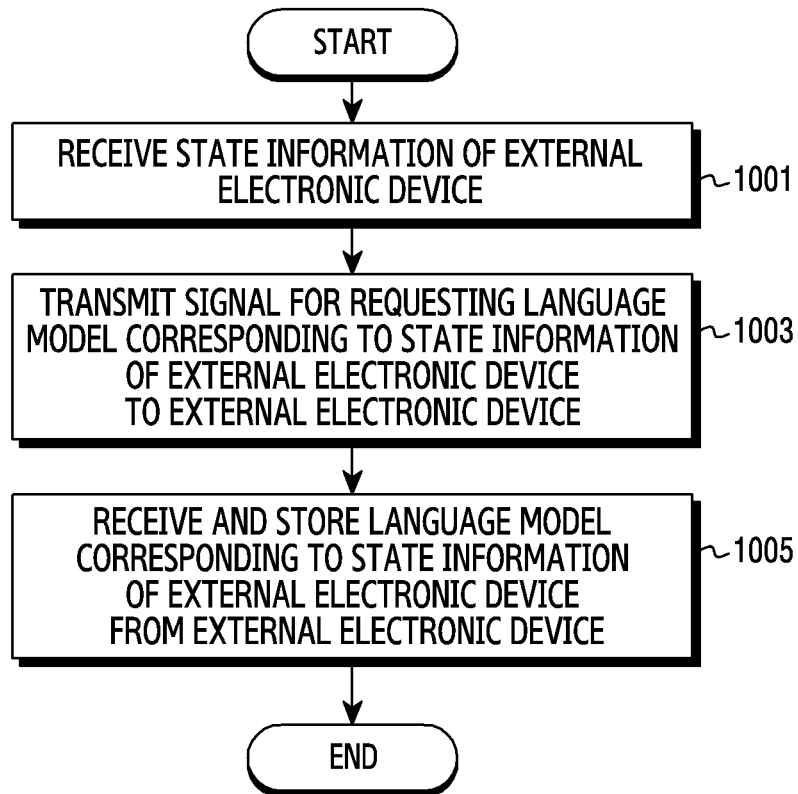 START
RECEIVE STATE INFORMATION OF EXTERNAL
ELECTRONIC DEVICE
1001
TRANSMIT SIGNAL FOR REQUESTING LANGUAGE
MODEL CORRESPONDING TO STATE INFORMATION
OF EXTERNAL ELECTRONIC DEVICE
TO EXTERNAL ELECTRONIC DEVICE
1003
RECEIVE AND STORE LANGUAGE MODEL
CORRESPONDING TO STATE INFORMATION
OF EXTERNAL ELECTRONIC DEVICE
FROM EXTERNAL ELECTRONIC DEVICE
1005
END